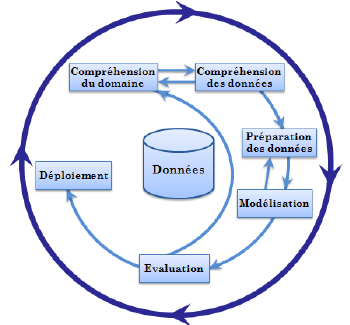 Compréhension
du domaine
Compréhension
des données
Préparation
des données
Données
Déploiement
Modélisation
Evaluation